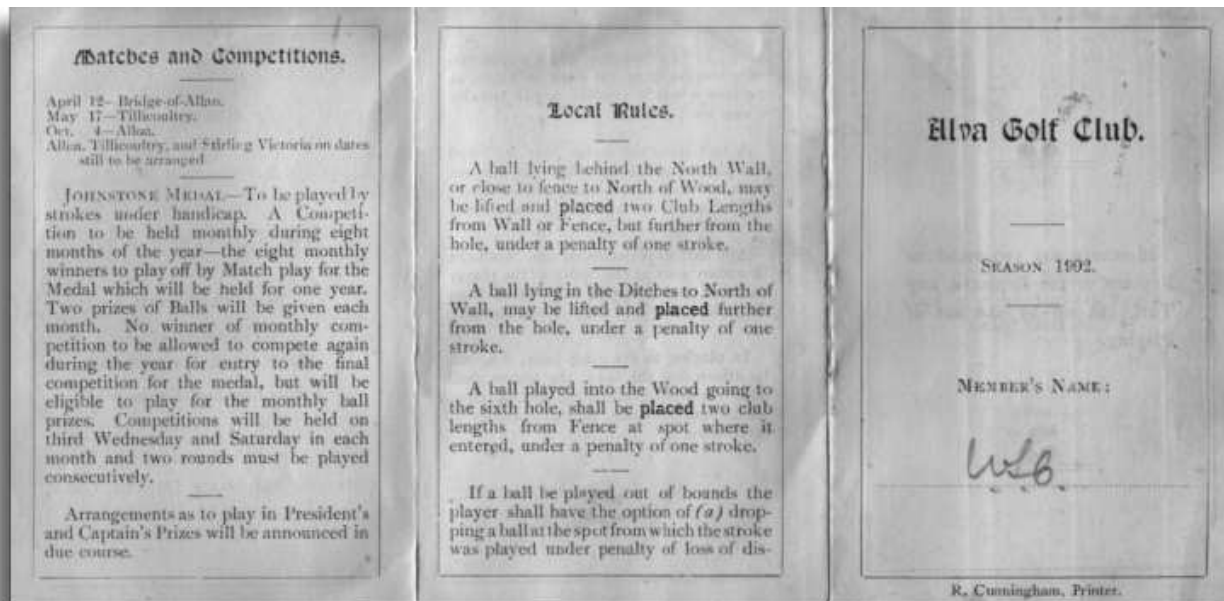 Matches and Competitions.
April 12—Bridge-of-Allan.
May 17—Tillicoultry.
Oct. 4—Alloa.
Alloa, Tillicoultry, and Stirling Victoria on dates
still to be arranged
JOHNSTONE MEDAL—To be played by
strokes under handicap. A Competi-
tion to be held monthly during eight
months of the year—the eight monthly
winners to play off by Match play for the
Medal which will be held for one year.
Two prizes of Balls will be given each
month. No winner of monthly com-
petition to be allowed to compete again
during the year for entry to the final
competition for the medal, but will be
eligible to play for the monthly ball
prizes. Competitions will be held on
third Wednesday and Saturday in each
month and two rounds must be played
consecutively.
Arrangements as to play in President's
and Captain's Prizes will be announced in
due course.
Local Rules.
A ball lying behind the North Wall,
or close to fence to North of Wood, may
be lifted and placed two Club Lengths
from Wall or Fence, but further from the
hole, under a penalty of one stroke.
A ball lying in the Ditches to North of
Wall, may be lifted and placed further
from the hole, under a penalty of one
stroke.
A ball played into the Wood going to
the sixth hole, shall be placed two club
lengths from Fence at spot where it
entered, under a penalty of one stroke.
If a ball be played out of bounds the
player shall have the option of (a) drop-
ping a ball at the spot from which the stroke
was played under penalty of loss of dis-
Alva Golf Club.
SEASON 1902.
MEMBER'S NAME:
R. Cunningham, Printer.